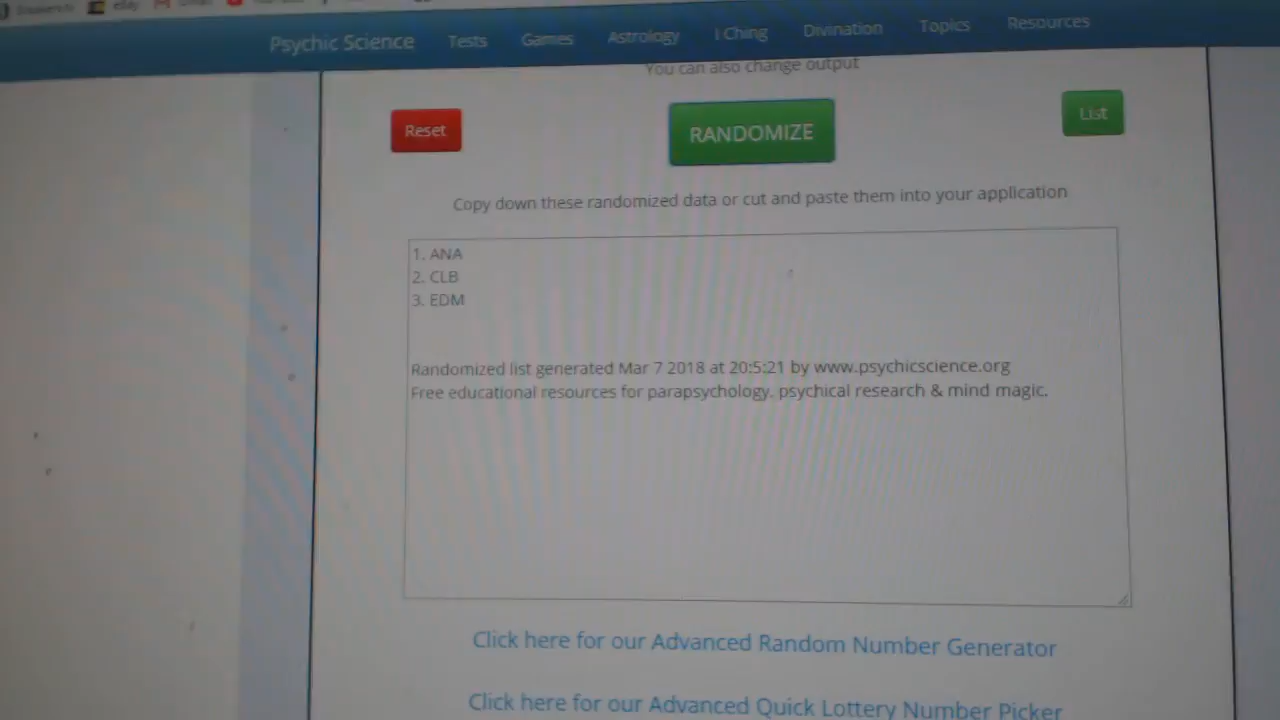 eBay
Psychic Science Tests Games Astrology I Ching Divination Topics Resources
You can also change output
Reset RANDOMIZE List
Copy down these randomized data or cut and paste them into your application
1. ANA
2. CLB
3. EDM
Randomized list generated Mar 7 2018 at 20:5:21 by www.psychicscience.org
Free educational resources for parapsychology, psychical research & mind magic.
Click here for our Advanced Random Number Generator
Click here for our Advanced Quick Lottery Number Picker